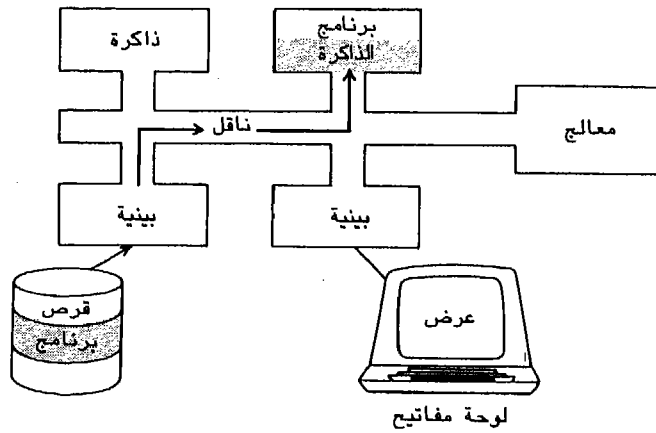 برنامج
الذاكرة
ذاكرة
ناقل
معالج
بينية
بينية
قرص
برنامج
عرض
لوحة مفاتيح